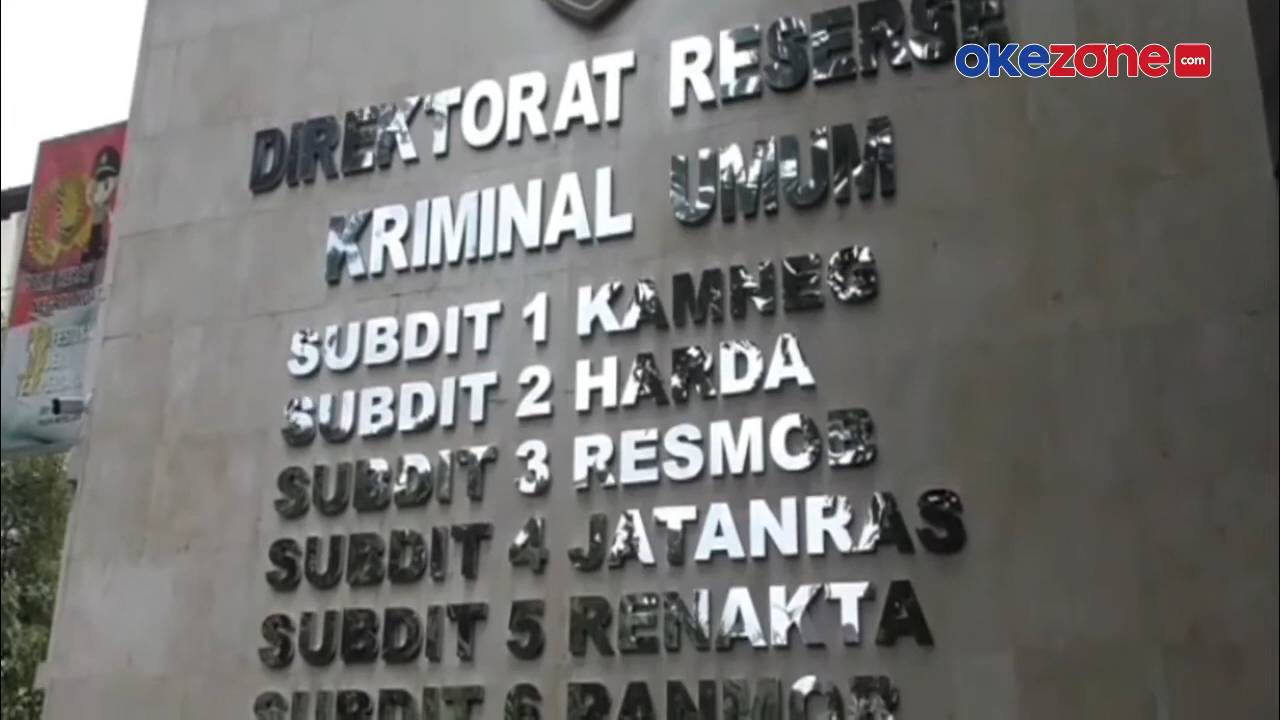 okezone.com
DIREKTORAT RESERSE
KRIMINAL UMUM
SUBDIT 1 KAMNEG
SUBDIT 2 HARDA
SUBDIT 3 RESMOB
SUBDIT 4 JATANRAS
SUBDIT 5 RENAKTA
SUBDIT 6 RANMOR